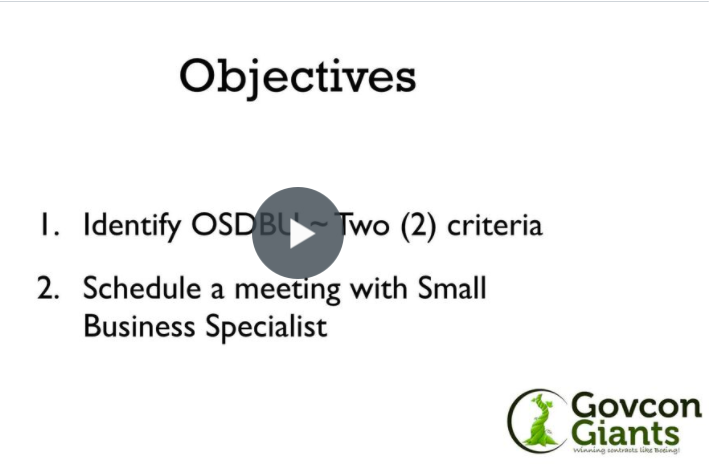 Objectives
1. Identify OSDBU ~ Two (2) criteria
2. Schedule a meeting with Small
Business Specialist
Govcon
Giants
Winning contracts like Boeing!